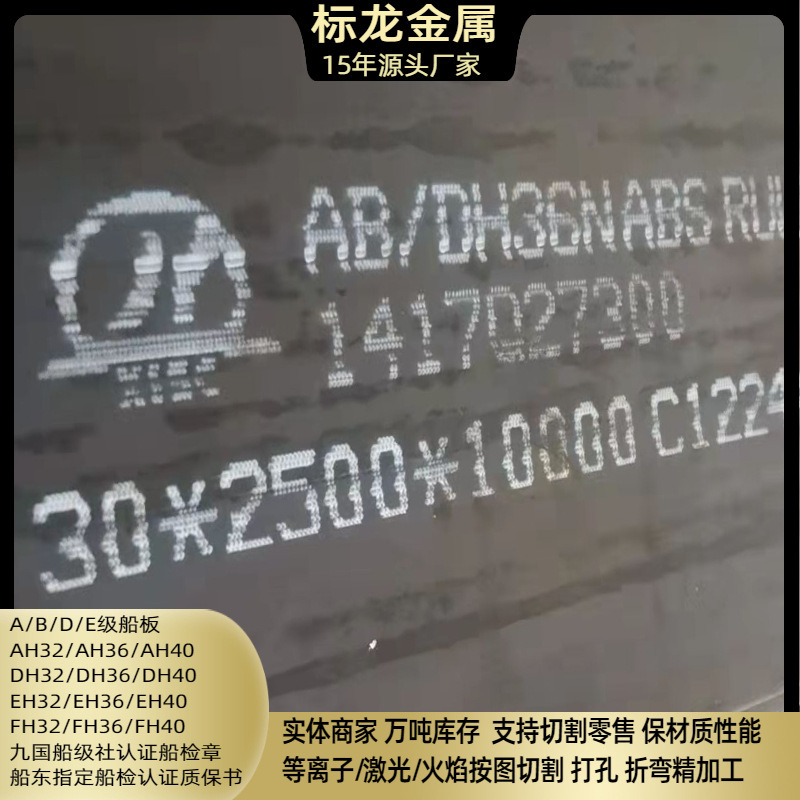 标龙金属
15年源头厂家
AB/DH36N ABS RUL
1417Q27300
30*2500*10000 C1224
A/B/D/E级船板
AH32/AH36/AH40
DH32/DH36/DH40
EH32/EH36/EH40
FH32/FH36/FH40
九国船级社认证船检章
船东指定船检认证质保书
实体商家 万吨库存 支持切割零售 保材质性能
等离子/激光/火焰按图切割 打孔 折弯精加工